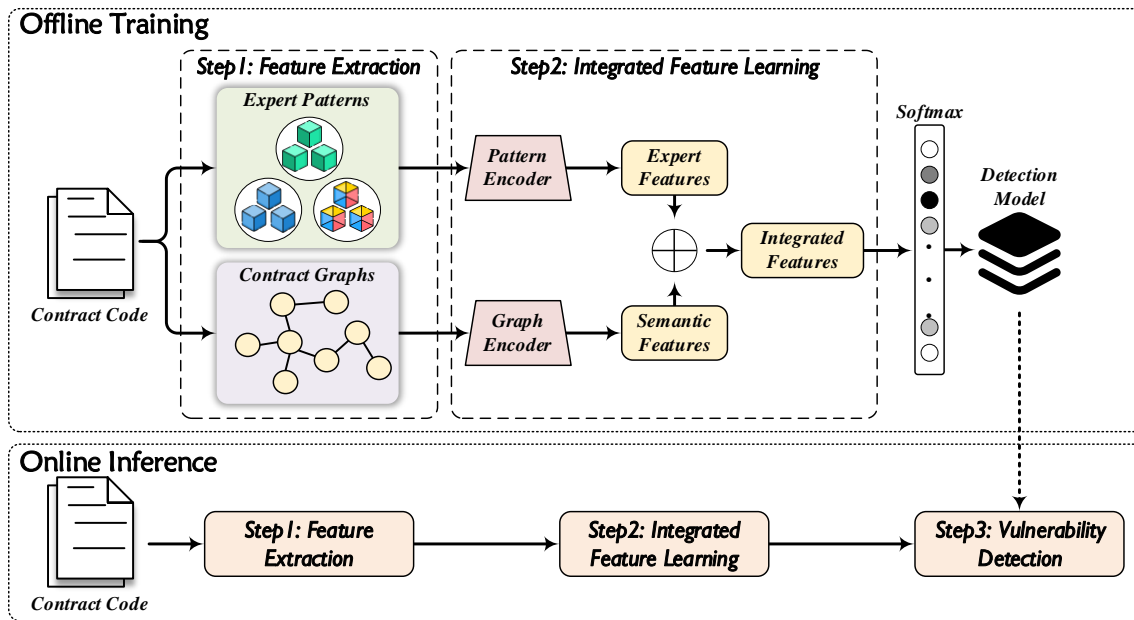 Offline Training
Step1: Feature Extraction
Step2: Integrated Feature Learning
Expert Patterns
Softmax
Pattern
Encoder
Expert
Features
Detection
Model
Integrated
Features
Contract Graphs
Contract Code
Graph
Encoder
Semantic
Features
Online Inference
Step1: Feature
Extraction
Step2: Integrated
Feature Learning
Step3: Vulnerability
Detection
Contract Code